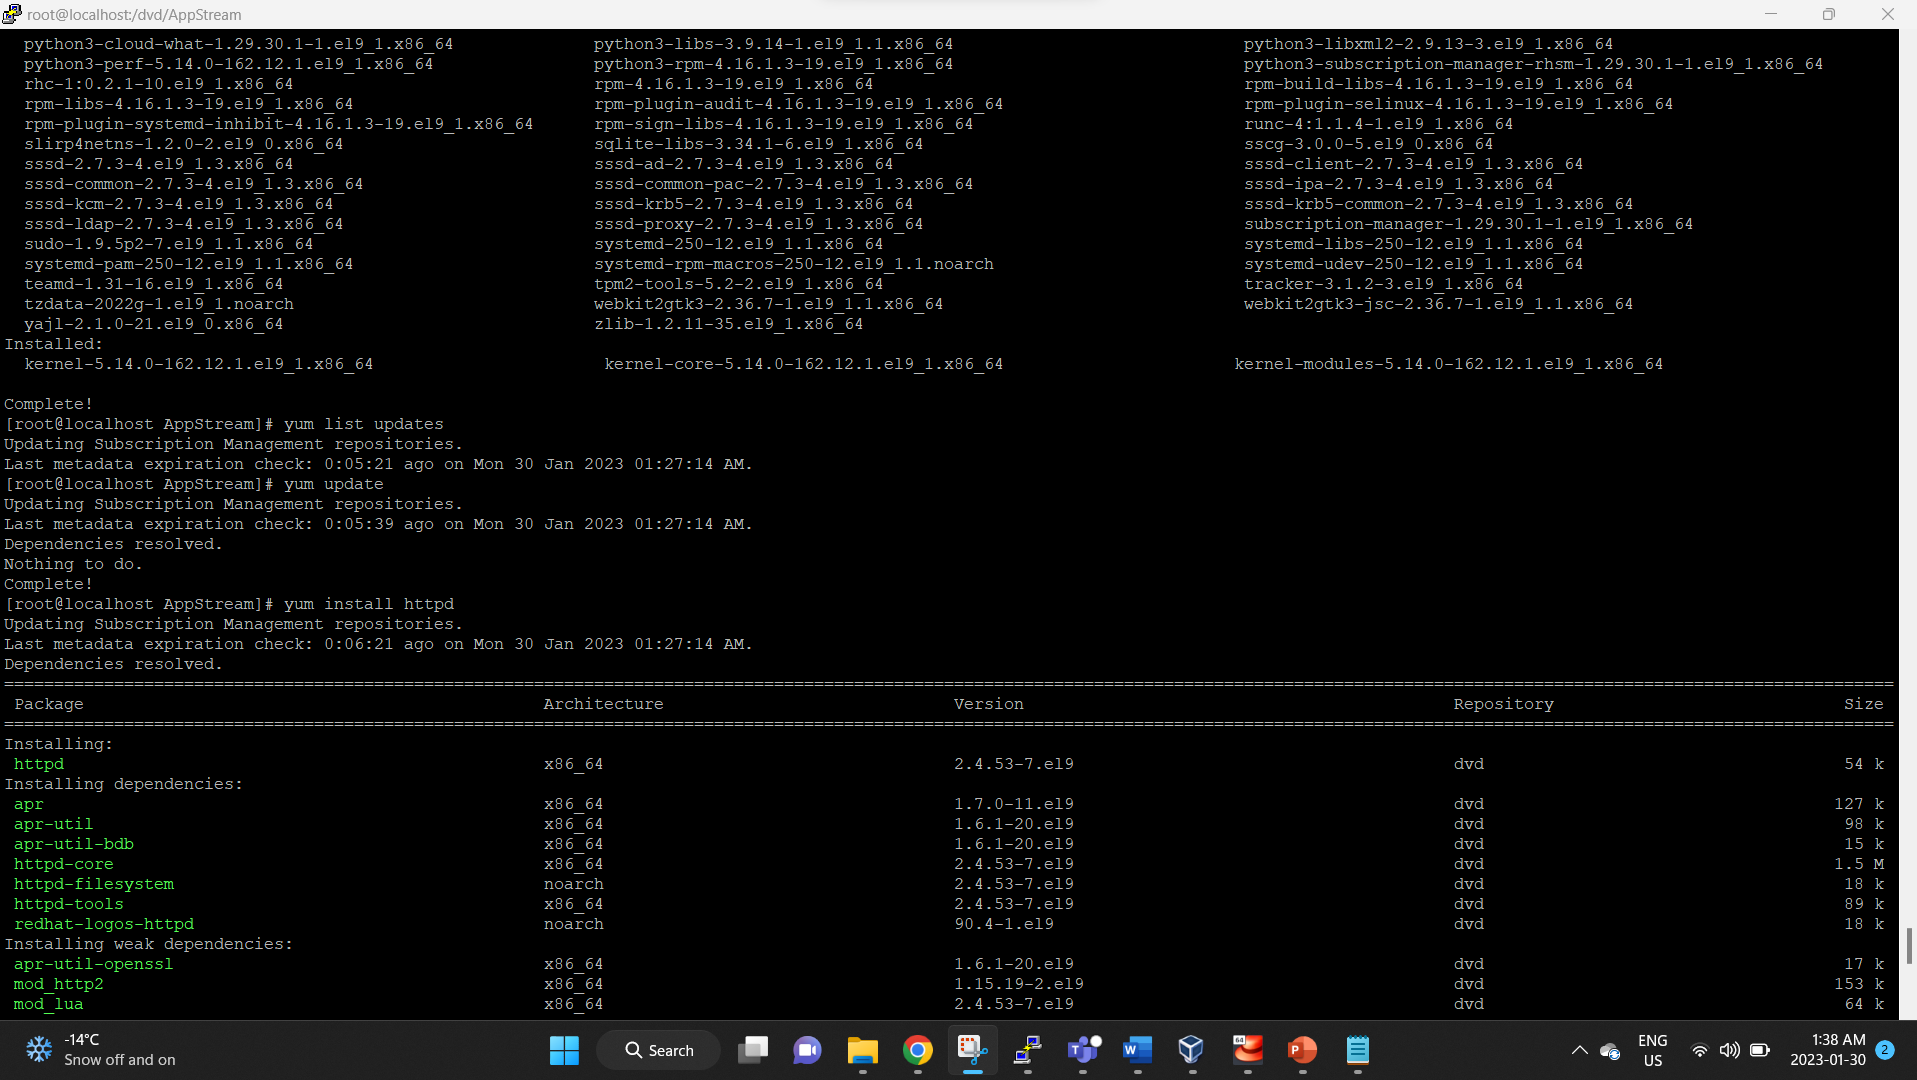 root@localhost:/dvd/AppStream
python3-cloud-what-1.29.30.1-1.el9_1.x86_64 python3-libs-3.9.14-1.el9_1.1.x86_64 python3-libxml2-2.9.13-3.el9_1.x86_64
python3-perf-5.14.0-162.12.1.el9_1.x86_64 python3-rpm-4.16.1.3-19.el9_1.x86_64 python3-subscription-manager-rhsm-1.29.30.1-1.el9_1.x86_64
rhc-1:0.2.1-10.el9_1.x86_64 rpm-4.16.1.3-19.el9_1.x86_64 rpm-build-libs-4.16.1.3-19.el9_1.x86_64
rpm-libs-4.16.1.3-19.el9_1.x86_64 rpm-plugin-audit-4.16.1.3-19.el9_1.x86_64 rpm-plugin-selinux-4.16.1.3-19.el9_1.x86_64
rpm-plugin-systemd-inhibit-4.16.1.3-19.el9_1.x86_64 rpm-sign-libs-4.16.1.3-19.el9_1.x86_64 runc-4:1.1.4-1.el9_1.x86_64
slirp4netns-1.2.0-2.el9_0.x86_64 sqlite-libs-3.34.1-6.el9_1.x86_64 sscg-3.0.0-5.el9_0.x86_64
sssd-2.7.3-4.el9_1.3.x86_64 sssd-ad-2.7.3-4.el9_1.3.x86_64 sssd-client-2.7.3-4.el9_1.3.x86_64
sssd-common-2.7.3-4.el9_1.3.x86_64 sssd-common-pac-2.7.3-4.el9_1.3.x86_64 sssd-ipa-2.7.3-4.el9_1.3.x86_64
sssd-kcm-2.7.3-4.el9_1.3.x86_64 sssd-krb5-2.7.3-4.el9_1.3.x86_64 sssd-krb5-common-2.7.3-4.el9_1.3.x86_64
sssd-ldap-2.7.3-4.el9_1.3.x86_64 sssd-proxy-2.7.3-4.el9_1.3.x86_64 subscription-manager-1.29.30.1-1.el9_1.x86_64
sudo-1.9.5p2-7.el9_1.1.x86_64 systemd-250-12.el9_1.1.x86_64 systemd-libs-250-12.el9_1.1.x86_64
systemd-pam-250-12.el9_1.1.x86_64 systemd-rpm-macros-250-12.el9_1.1.noarch systemd-udev-250-12.el9_1.1.x86_64
teamd-1.31-16.el9_1.x86_64 tpm2-tools-5.2-2.el9_1.x86_64 tracker-3.1.2-3.el9_1.x86_64
tzdata-2022g-1.el9_1.noarch webkit2gtk3-2.36.7-1.el9_1.1.x86_64 webkit2gtk3-jsc-2.36.7-1.el9_1.1.x86_64
yajl-2.1.0-21.el9_0.x86_64 zlib-1.2.11-35.el9_1.x86_64
Installed:
kernel-5.14.0-162.12.1.el9_1.x86_64 kernel-core-5.14.0-162.12.1.el9_1.x86_64 kernel-modules-5.14.0-162.12.1.el9_1.x86_64
Complete!
[root@localhost AppStream]# yum list updates
Updating Subscription Management repositories.
Last metadata expiration check: 0:05:21 ago on Mon 30 Jan 2023 01:27:14 AM.
[root@localhost AppStream]# yum update
Updating Subscription Management repositories.
Last metadata expiration check: 0:05:39 ago on Mon 30 Jan 2023 01:27:14 AM.
Dependencies resolved.
Nothing to do.
Complete!
[root@localhost AppStream]# yum install httpd
Updating Subscription Management repositories.
Last metadata expiration check: 0:06:21 ago on Mon 30 Jan 2023 01:27:14 AM.
Dependencies resolved.
Package Architecture Version Repository Size
Installing:
httpd x86_64 2.4.53-7.el9 dvd 54 k
Installing dependencies:
apr x86_64 1.7.0-11.el9 dvd 127 k
apr-util x86_64 1.6.1-20.el9 dvd 98 k
apr-util-bdb x86_64 1.6.1-20.el9 dvd 15 k
httpd-core x86_64 2.4.53-7.el9 dvd 1.5 M
httpd-filesystem noarch 2.4.53-7.el9 dvd 18 k
httpd-tools x86_64 2.4.53-7.el9 dvd 89 k
redhat-logos-httpd noarch 90.4-1.el9 dvd 18 k
Installing weak dependencies:
apr-util-openssl x86_64 1.6.1-20.el9 dvd 17 k
mod_http2 x86_64 1.15.19-2.el9 dvd 153 k
mod_lua x86_64 2.4.53-7.el9 dvd 64 k
-14°C
Snow off and on
Search
64
ENG
US
1:38 AM
2023-01-30
2